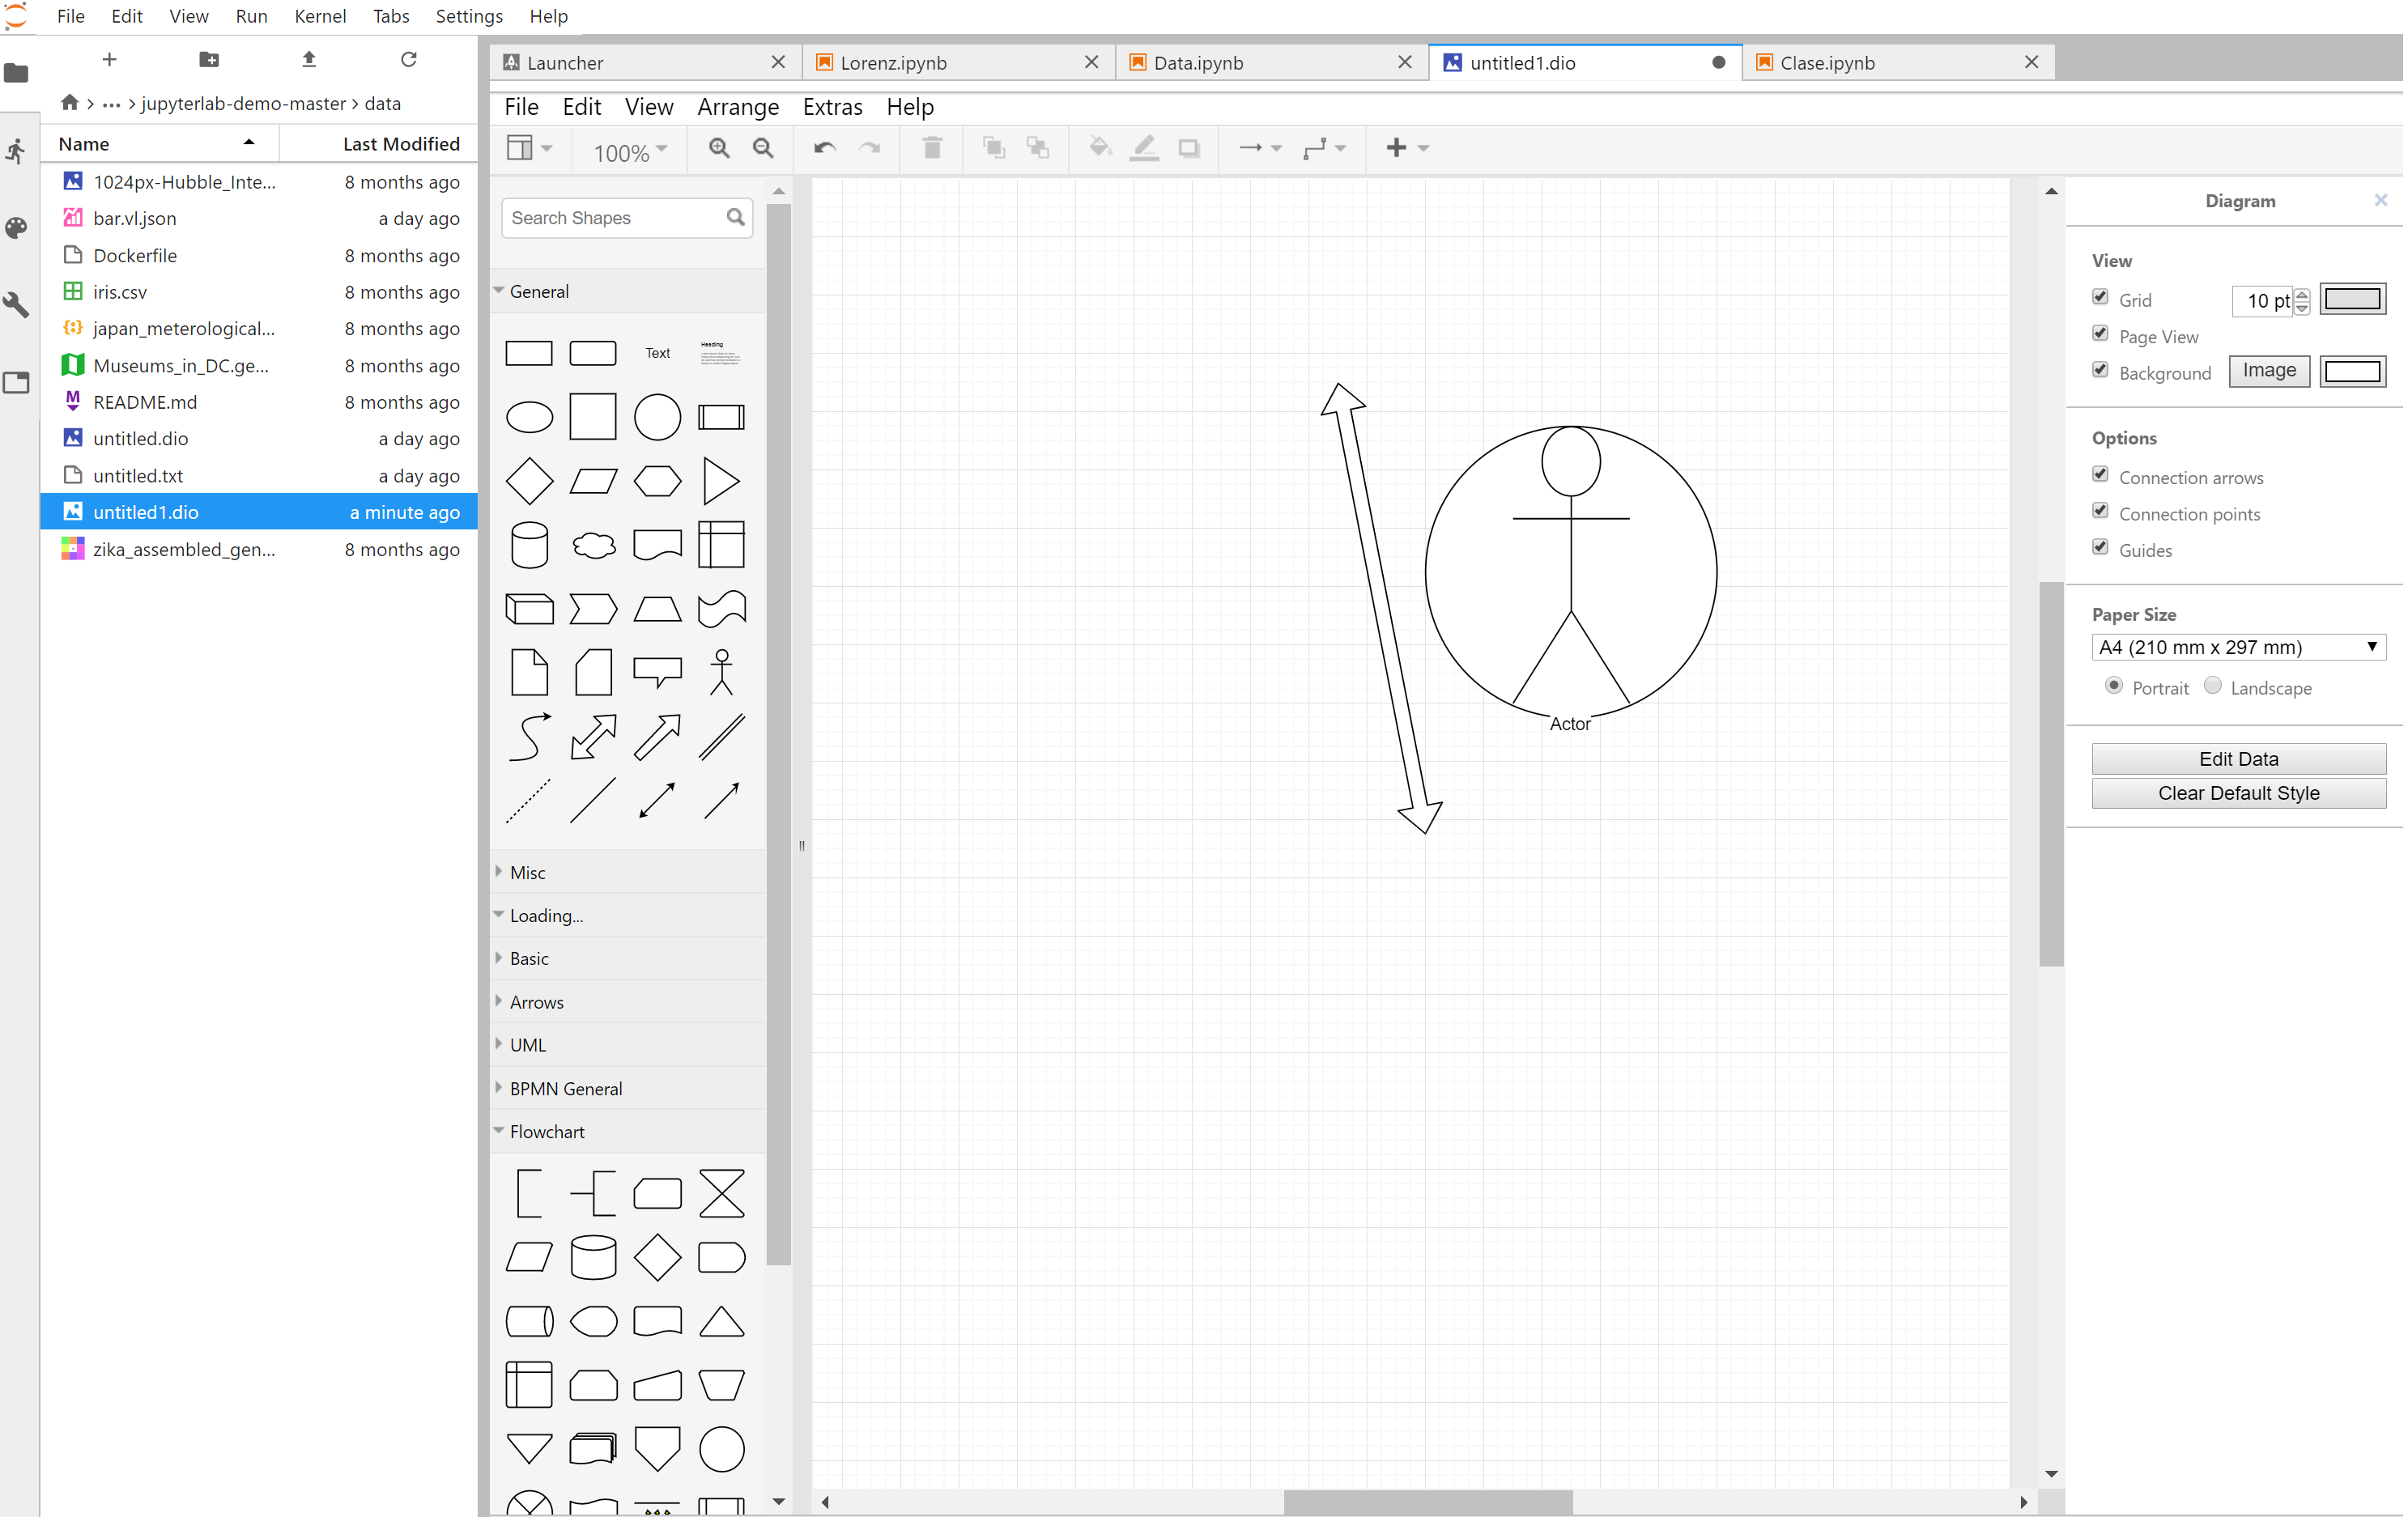 File Edit View Run Kernel Tabs Settings Help
Launcher Lorenz.ipynb Data.ipynb untitled1.dio Clase.ipynb
··· > jupyterlab-demo-master > data
Name Last Modified
1024px-Hubble_Inte... 8 months ago
bar.vl.json a day ago
Dockerfile 8 months ago
iris.csv 8 months ago
japan_meterological... 8 months ago
Museums_in_DC.ge... 8 months ago
README.md 8 months ago
untitled.dio a day ago
untitled.txt a day ago
untitled1.dio a minute ago
zika_assembled_gen... 8 months ago
File Edit View Arrange Extras Help
100%
Search Shapes
General
Text
Heading
Misc
Loading...
Basic
Arrows
UML
BPMN General
Flowchart
Actor
Diagram
View
Grid 10 pt
Page View
Background Image
Options
Connection arrows
Connection points
Guides
Paper Size
A4 (210 mm x 297 mm)
Portrait Landscape
Edit Data
Clear Default Style